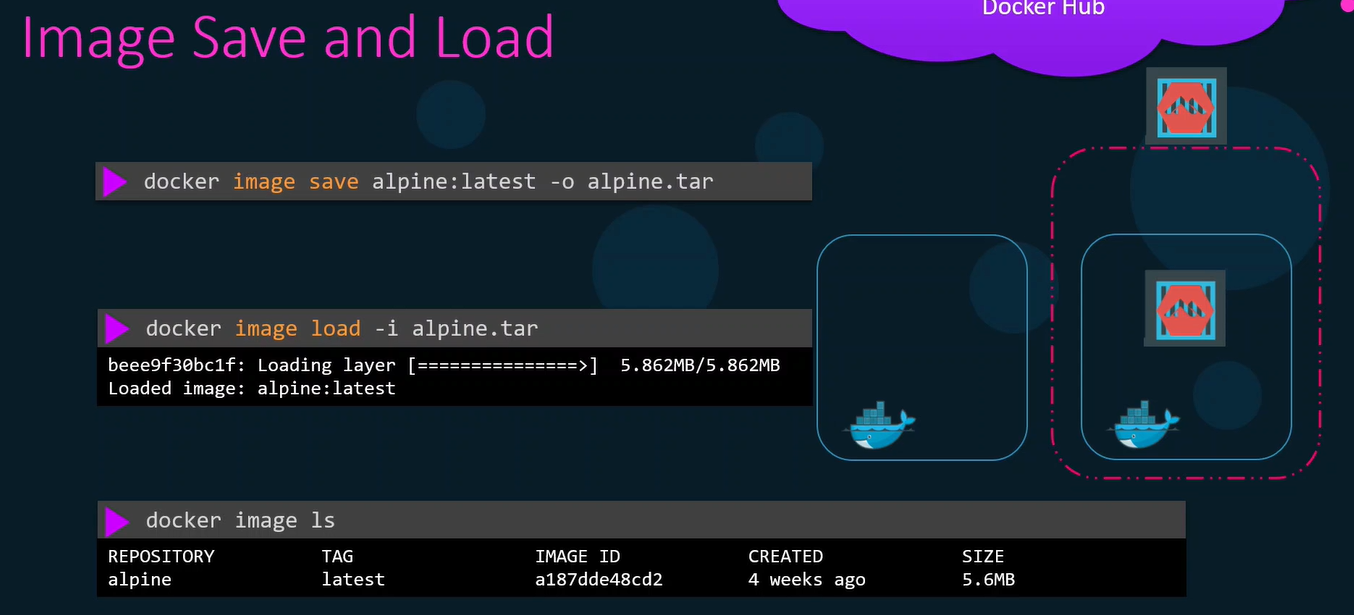 Docker Hub
Image Save and Load
docker image save alpine:latest -o alpine.tar
docker image load -i alpine.tar
beee9f30bc1f: Loading layer [===============>] 5.862MB/5.862MB
Loaded image: alpine:latest
docker image ls
REPOSITORY TAG IMAGE ID CREATED SIZE
alpine latest a187dde48cd2 4 weeks ago 5.6MB